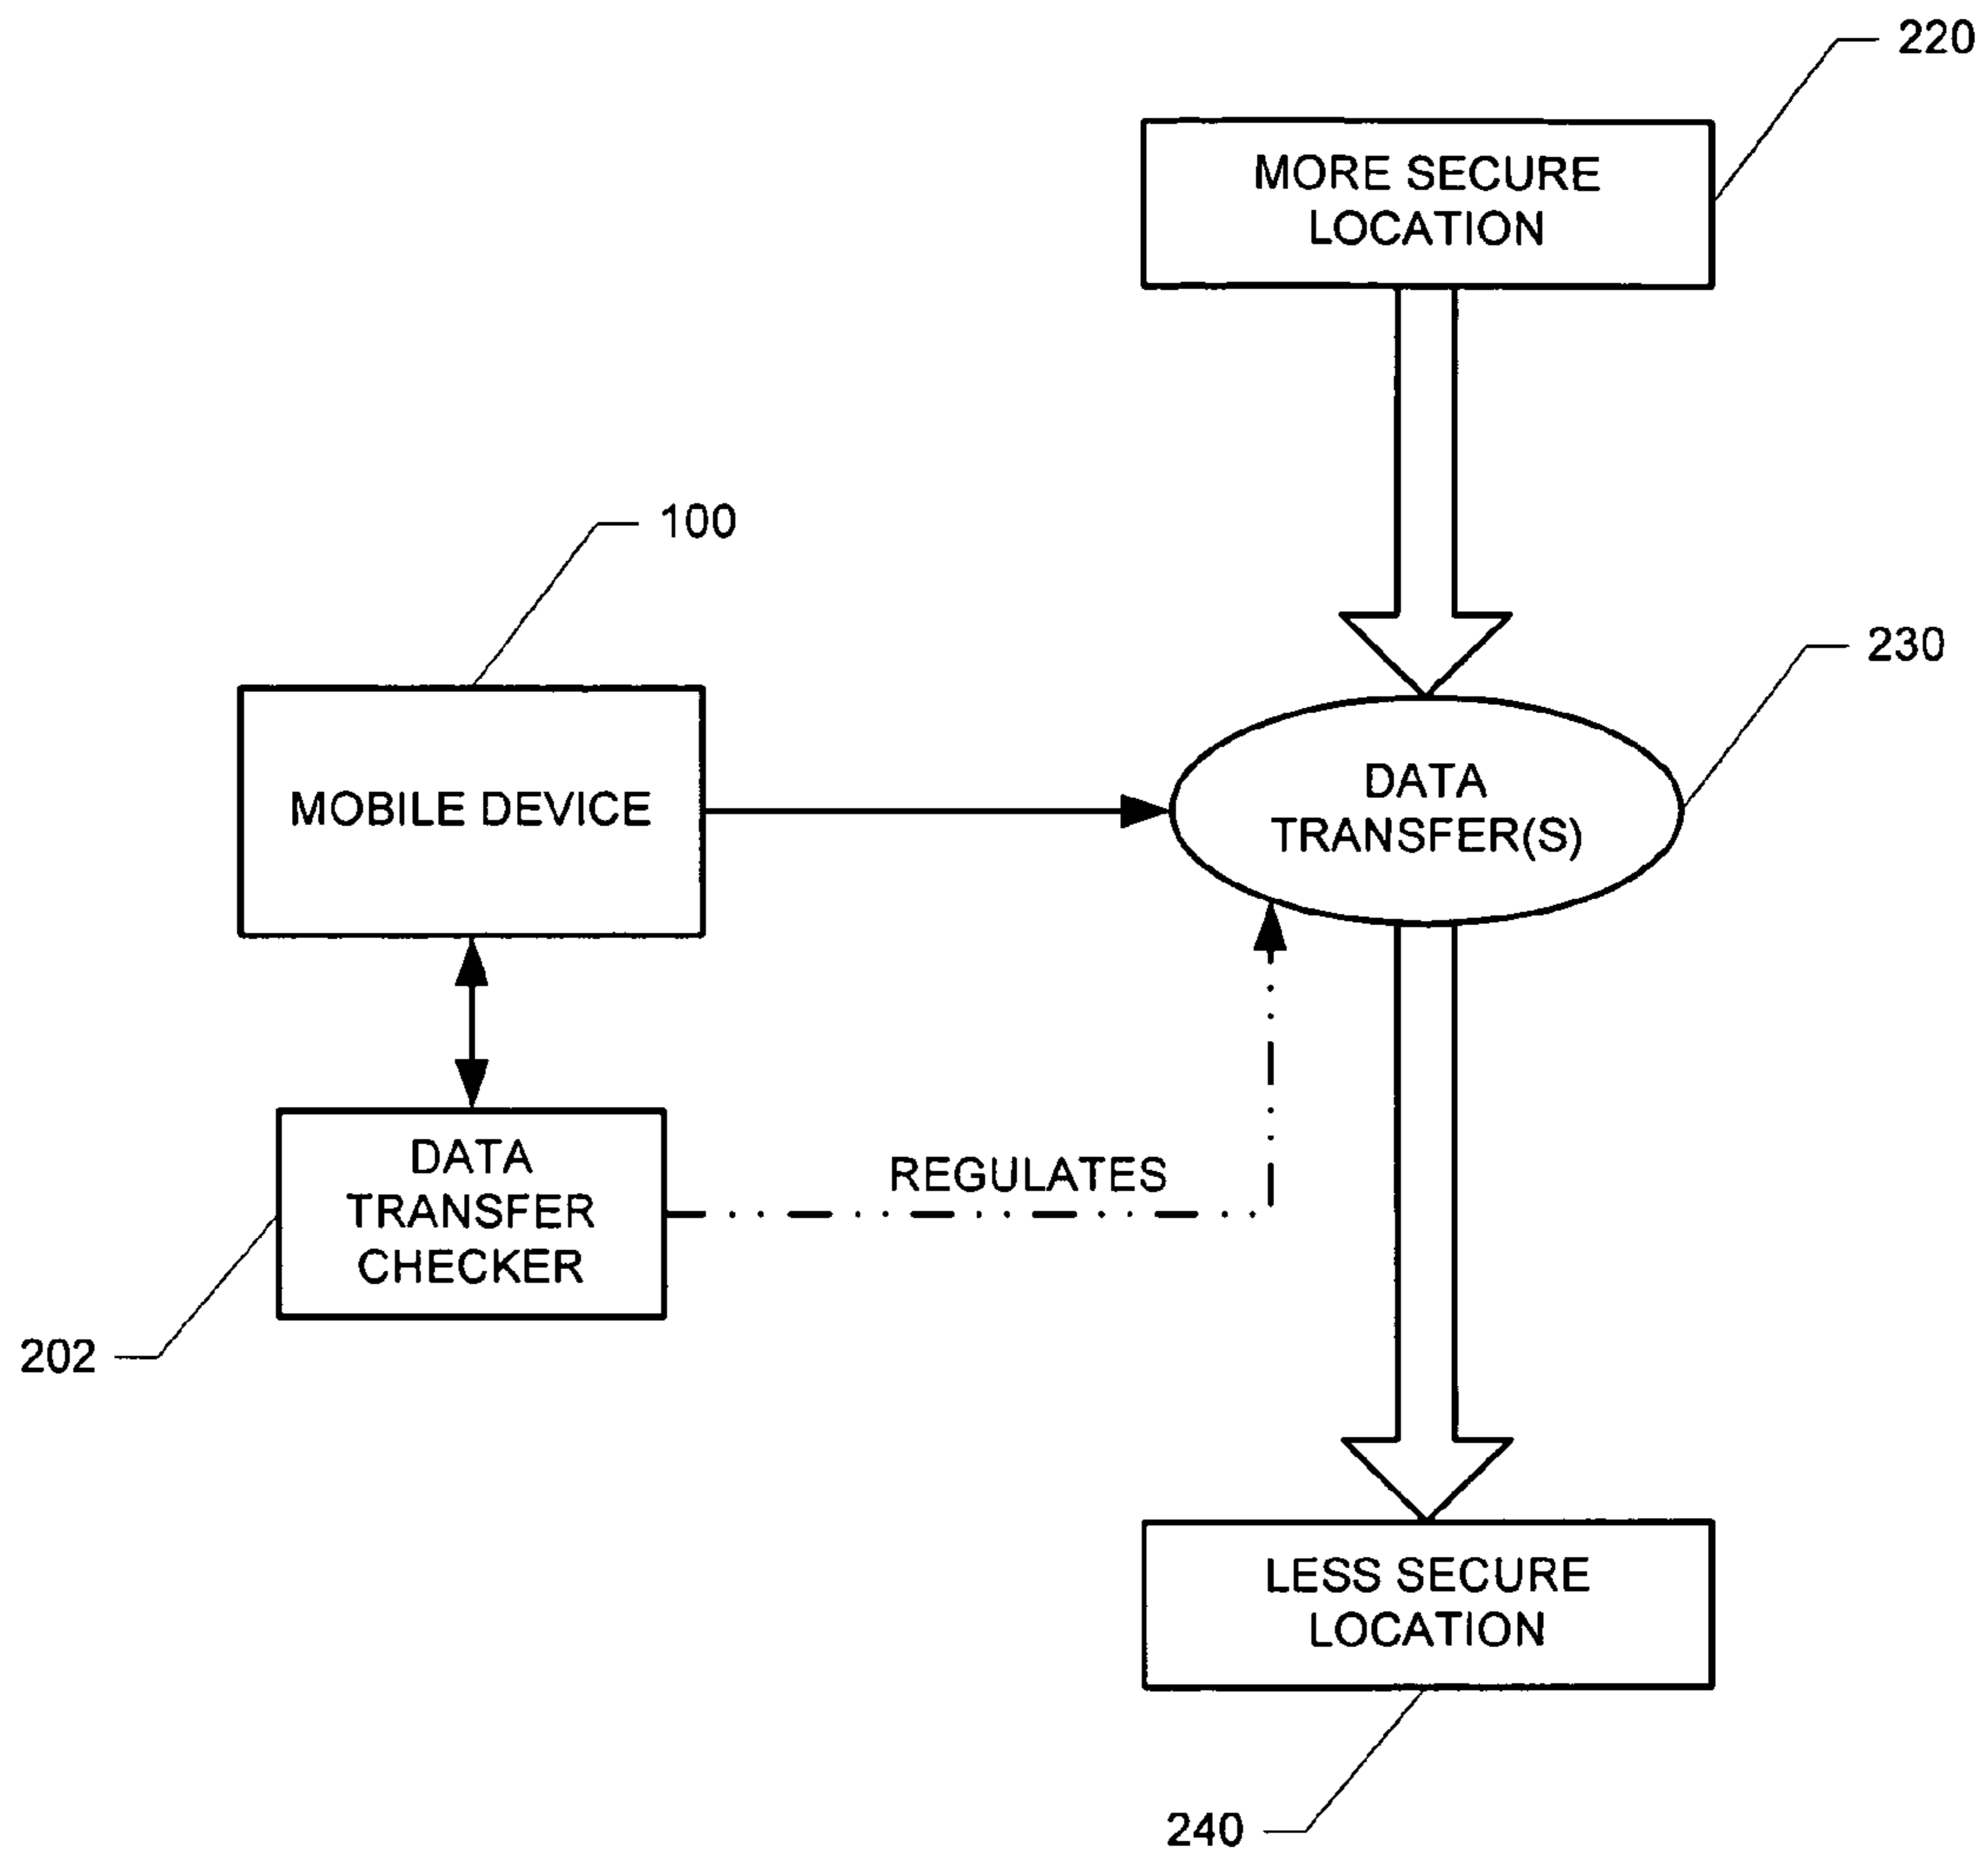 220
MORE SECURE
LOCATION
100
230
MOBILE DEVICE
DATA
TRANSFER(S)
DATA
TRANSFER
CHECKER
REGULATES
202
LESS SECURE
LOCATION
240